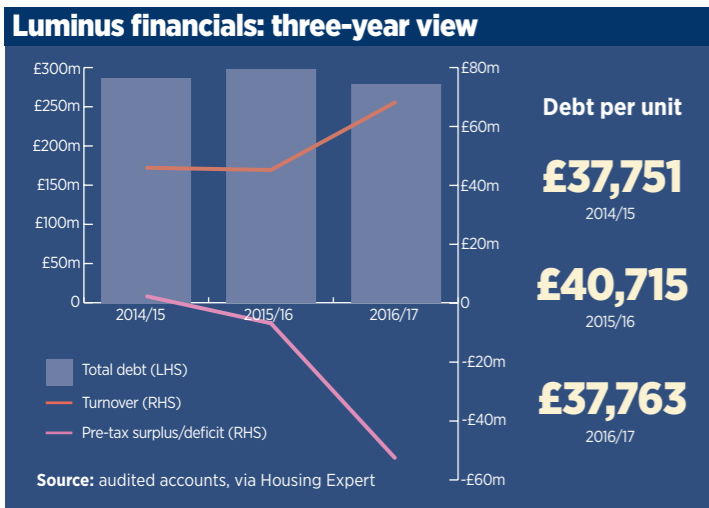 Luminus financials: three-year view
£300m
£250m
£200m
£150m
£100m
£50m
0
£80m
£60m
£40m
£20m
0
-£20m
-£40m
-£60m
2014/15
2015/16
2016/17
Total debt (LHS)
Turnover (RHS)
Pre-tax surplus/deficit (RHS)
Source: audited accounts, via Housing Expert
Debt per unit
£37,751
2014/15
£40,715
2015/16
£37,763
2016/17